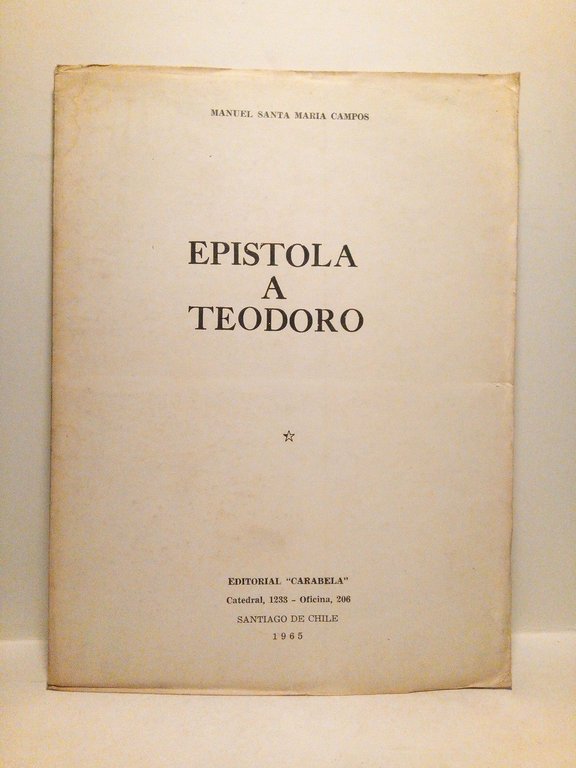 MANUEL SANTA MARIA CAMPOS
EPISTOLA
A
TEODORO
EDITORIAL "CARABELA"
Catedral, 1233 - Oficina, 206
SANTIAGO DE CHILE
1965